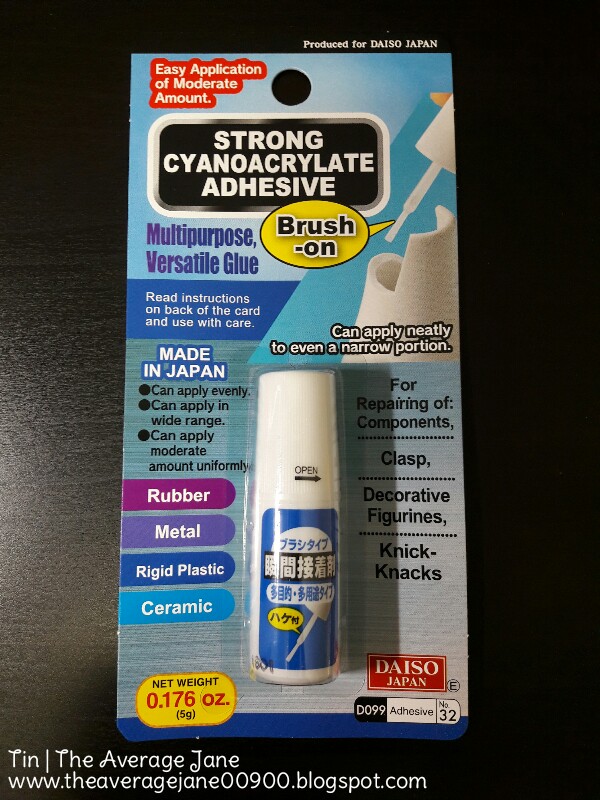 Produced for DAISO JAPAN
Easy Application
of Moderate
Amount.
STRONG
CYANOACRYLATE
ADHESIVE
Brush
-on
Multipurpose,
Versatile Glue
Read instructions
on back of the card
and use with care.
Can apply neatly
to even a narrow portion.
MADE
IN JAPAN
●Can apply evenly.
●Can apply in
wide range.
●Can apply
moderate
amount uniformly
Rubber
Metal
Rigid Plastic
Ceramic
For
Repairing of:
Components,
Clasp,
Decorative
Figurines,
Knick-
Knacks
OPEN
ブラシタイプ
瞬間接着剤
多目的・多用途タイプ
ハケ付
NET WEIGHT
0.176 oz.
(5g)
DAISO
JAPAN
E
D099 Adhesive No. 32
Tin | The Average Jane
www.theaveragejane00900.blogspot.com